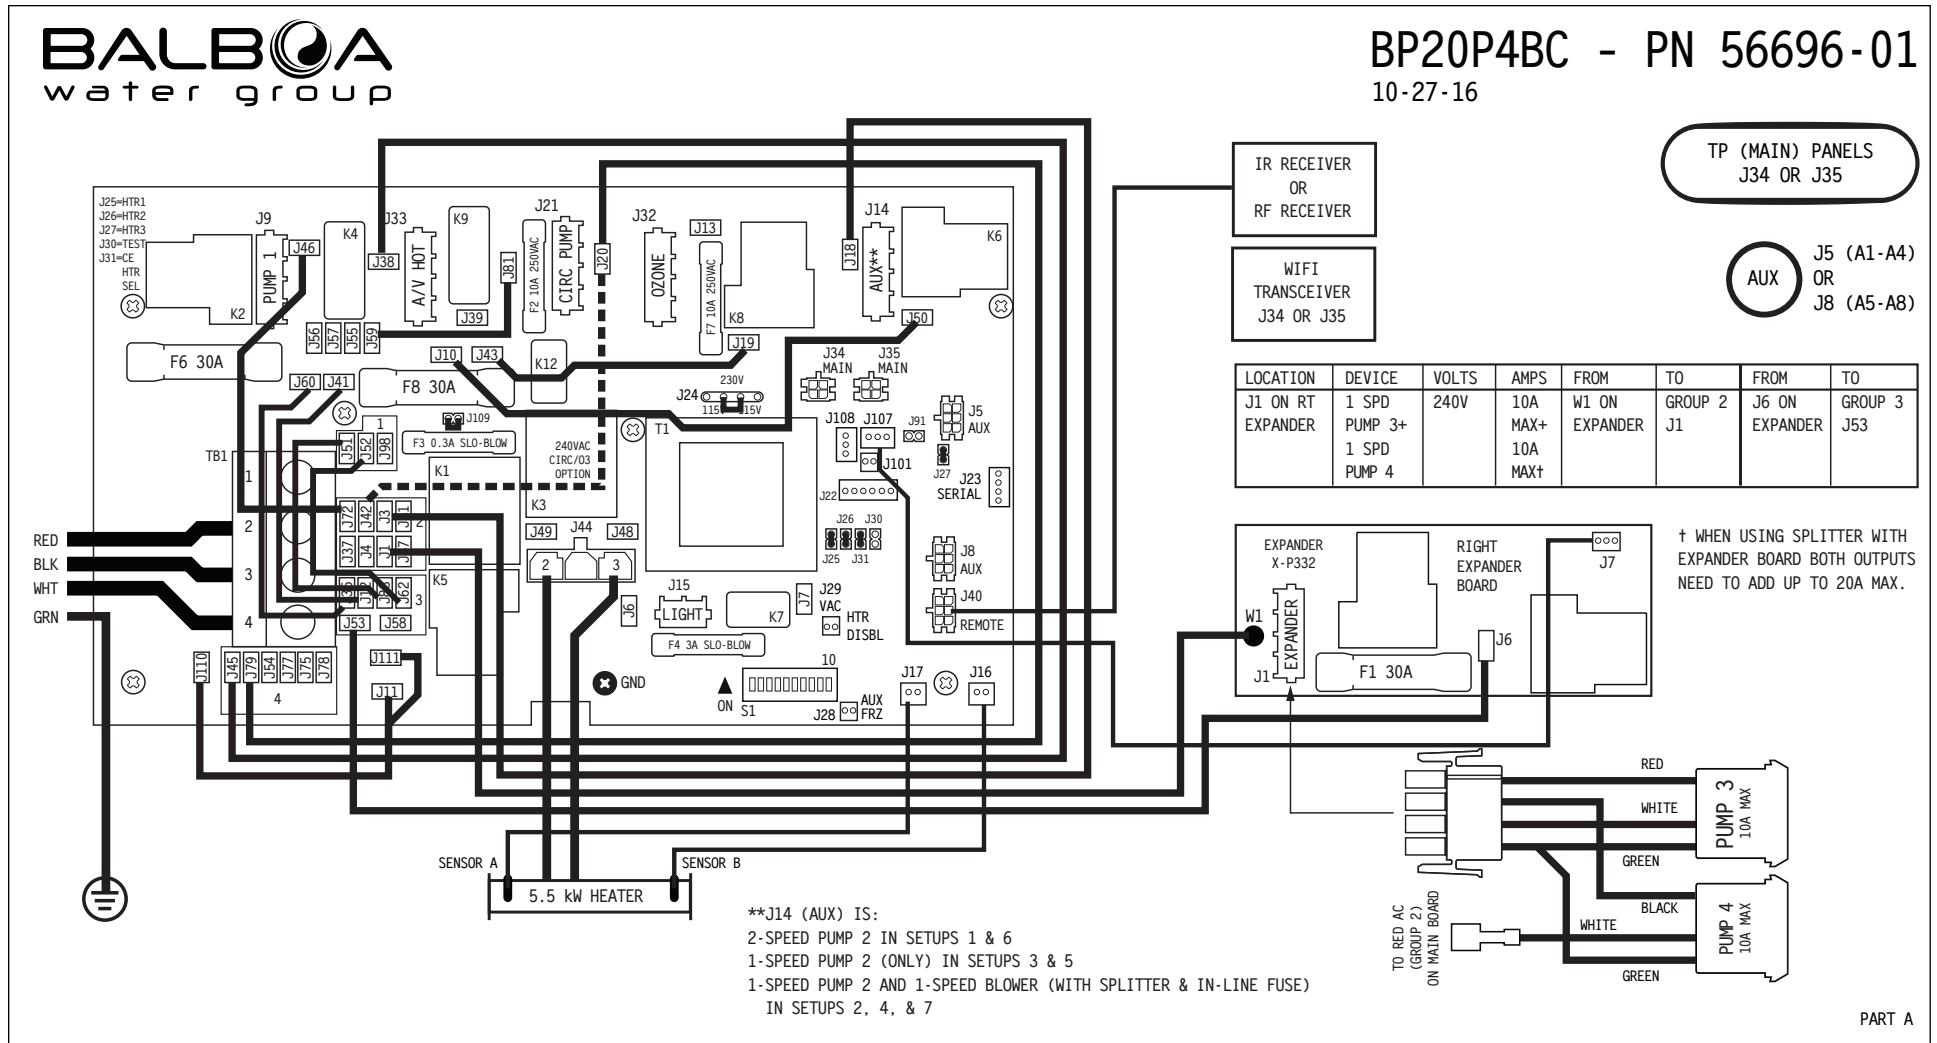 BALBOA
water group
BP20P4BC - PN 56696-01
10-27-16
TP (MAIN) PANELS
J34 OR J35
IR RECEIVER
OR
RF RECEIVER
WIFI
TRANSCEIVER
J34 OR J35
AUX
J5 (A1-A4)
OR
J8 (A5-A8)
J25=HTR1
J26=HTR2
J27=HTR3
J30=TEST
J31=CE
HTR
SEL
J9
PUMP 1
J46
K2
K4
J38
J33
A/V HOT
K9
J39
J81
J21
F2 10A 250VAC
CIRC PUMP
J20
J32
OZONE
J13
F7 10A 250VAC
K8
J19
J18
J14
AUX**
K6
J50
J56
J57
J55
J59
F6 30A
J10
J43
K12
J60
J41
F8 30A
J24
230V
115V
115V
J34
MAIN
J35
MAIN
J5
AUX
J109
F3 0.3A SLO-BLOW
1
J51
J52
J98
TB1
1
2
3
4
K1
240VAC
CIRC/O3
OPTION
K3
T1
J108
J107
J91
J101
J27
J22
J23
SERIAL
J26
J30
J25
J31
J72
J42
J3
2
J37
J4
J1
J62
3
J53
J58
K5
J49
J44
J48
2
3
J15
LIGHT
J6
K7
J7
J29
VAC
HTR
DISBL
F4 3A SLO-BLOW
J8
AUX
J40
REMOTE
RED
BLK
WHT
GRN
J110
J45
J79
J54
J77
J75
J78
4
J111
J11
GND
ON
S1
10
J28
AUX
FRZ
J17
J16
SENSOR A
SENSOR B
5.5 kW HEATER
LOCATION DEVICE VOLTS AMPS FROM TO FROM TO
J1 ON RT 1 SPD 240V 10A W1 ON GROUP 2 J6 ON GROUP 3
EXPANDER PUMP 3+ MAX+ EXPANDER J1 EXPANDER J53
1 SPD 10A
PUMP 4 MAX†
EXPANDER
X-P332
RIGHT
EXPANDER
BOARD
J7
W1
EXPANDER
J1
F1 30A
J6
† WHEN USING SPLITTER WITH
EXPANDER BOARD BOTH OUTPUTS
NEED TO ADD UP TO 20A MAX.
RED
WHITE
GREEN
PUMP 3
10A MAX
BLACK
WHITE
GREEN
PUMP 4
10A MAX
TO RED AC
(GROUP 2)
ON MAIN BOARD
**J14 (AUX) IS:
2-SPEED PUMP 2 IN SETUPS 1 & 6
1-SPEED PUMP 2 (ONLY) IN SETUPS 3 & 5
1-SPEED PUMP 2 AND 1-SPEED BLOWER (WITH SPLITTER & IN-LINE FUSE)
IN SETUPS 2, 4, & 7
PART A